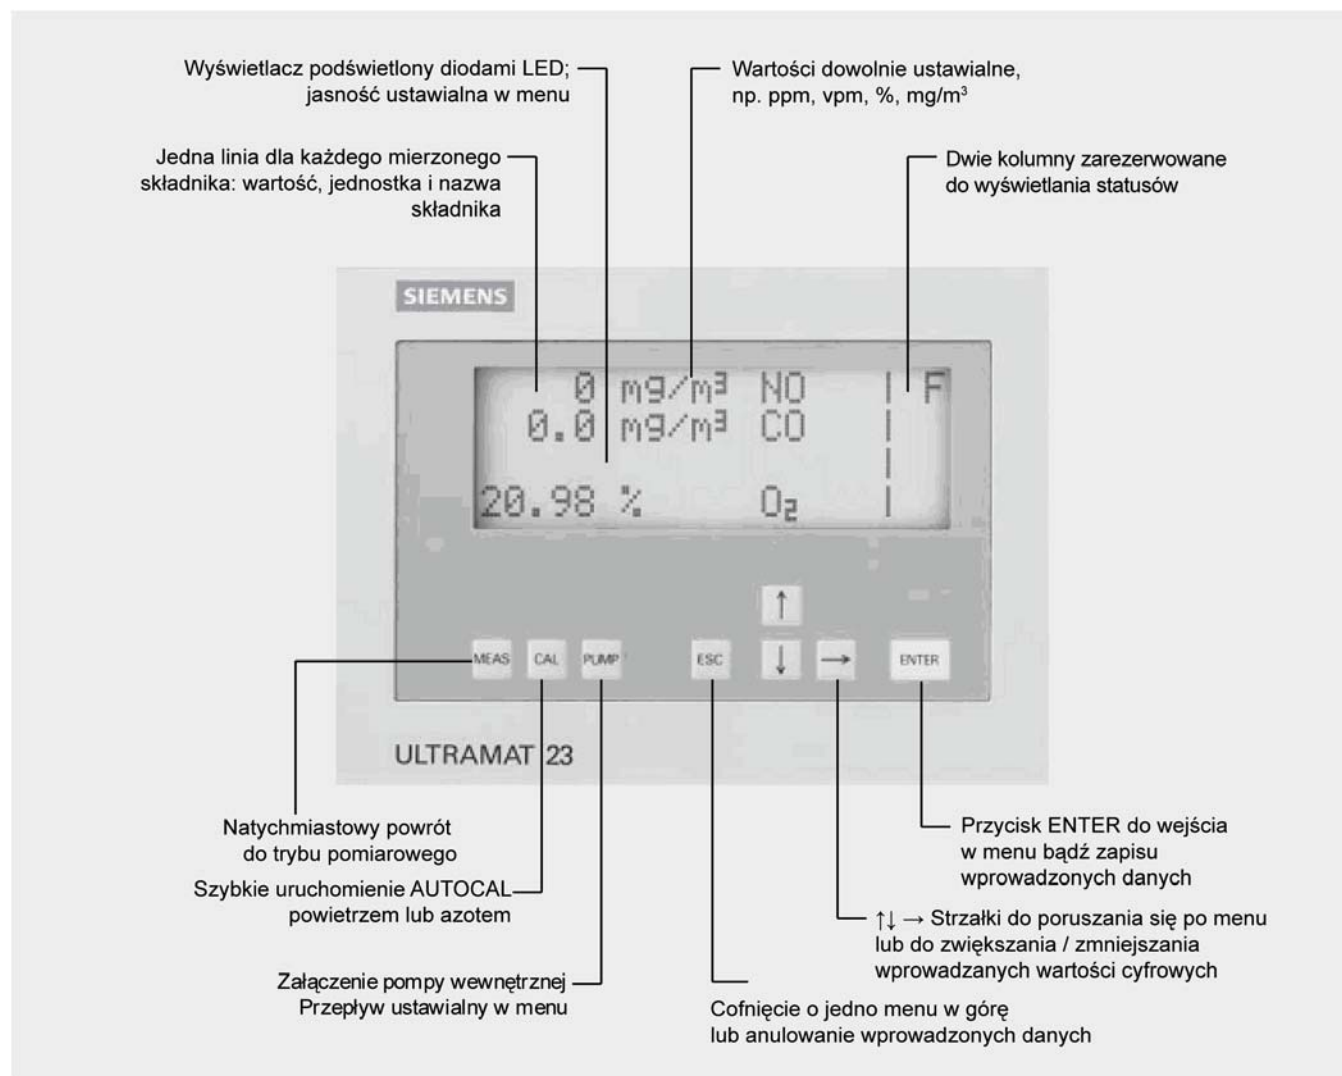 Wyświetlacz podświetlony diodami LED;
jasność ustawialna w menu
Wartości dowolnie ustawialne,
np. ppm, vpm, %, mg/m³
Jedna linia dla każdego mierzonego
składnika: wartość, jednostka i nazwa
składnika
Dwie kolumny zarezerwowane
do wyświetlania statusów
SIEMENS
0 mg/m³ NO | F
0.0 mg/m³ CO |
|
20.98 % O₂ |
↑
MEAS CAL PUMP ESC ↓ → ENTER
ULTRAMAT 23
Natychmiastowy powrót
do trybu pomiarowego
Szybkie uruchomienie AUTOCAL
powietrzem lub azotem
Załączenie pompy wewnętrznej
Przepływ ustawialny w menu
Przycisk ENTER do wejścia
w menu bądź zapisu
wprowadzonych danych
↑↓ → Strzałki do poruszania się po menu
lub do zwiększania / zmniejszania
wprowadzanych wartości cyfrowych
Cofnięcie o jedno menu w górę
lub anulowanie wprowadzonych danych